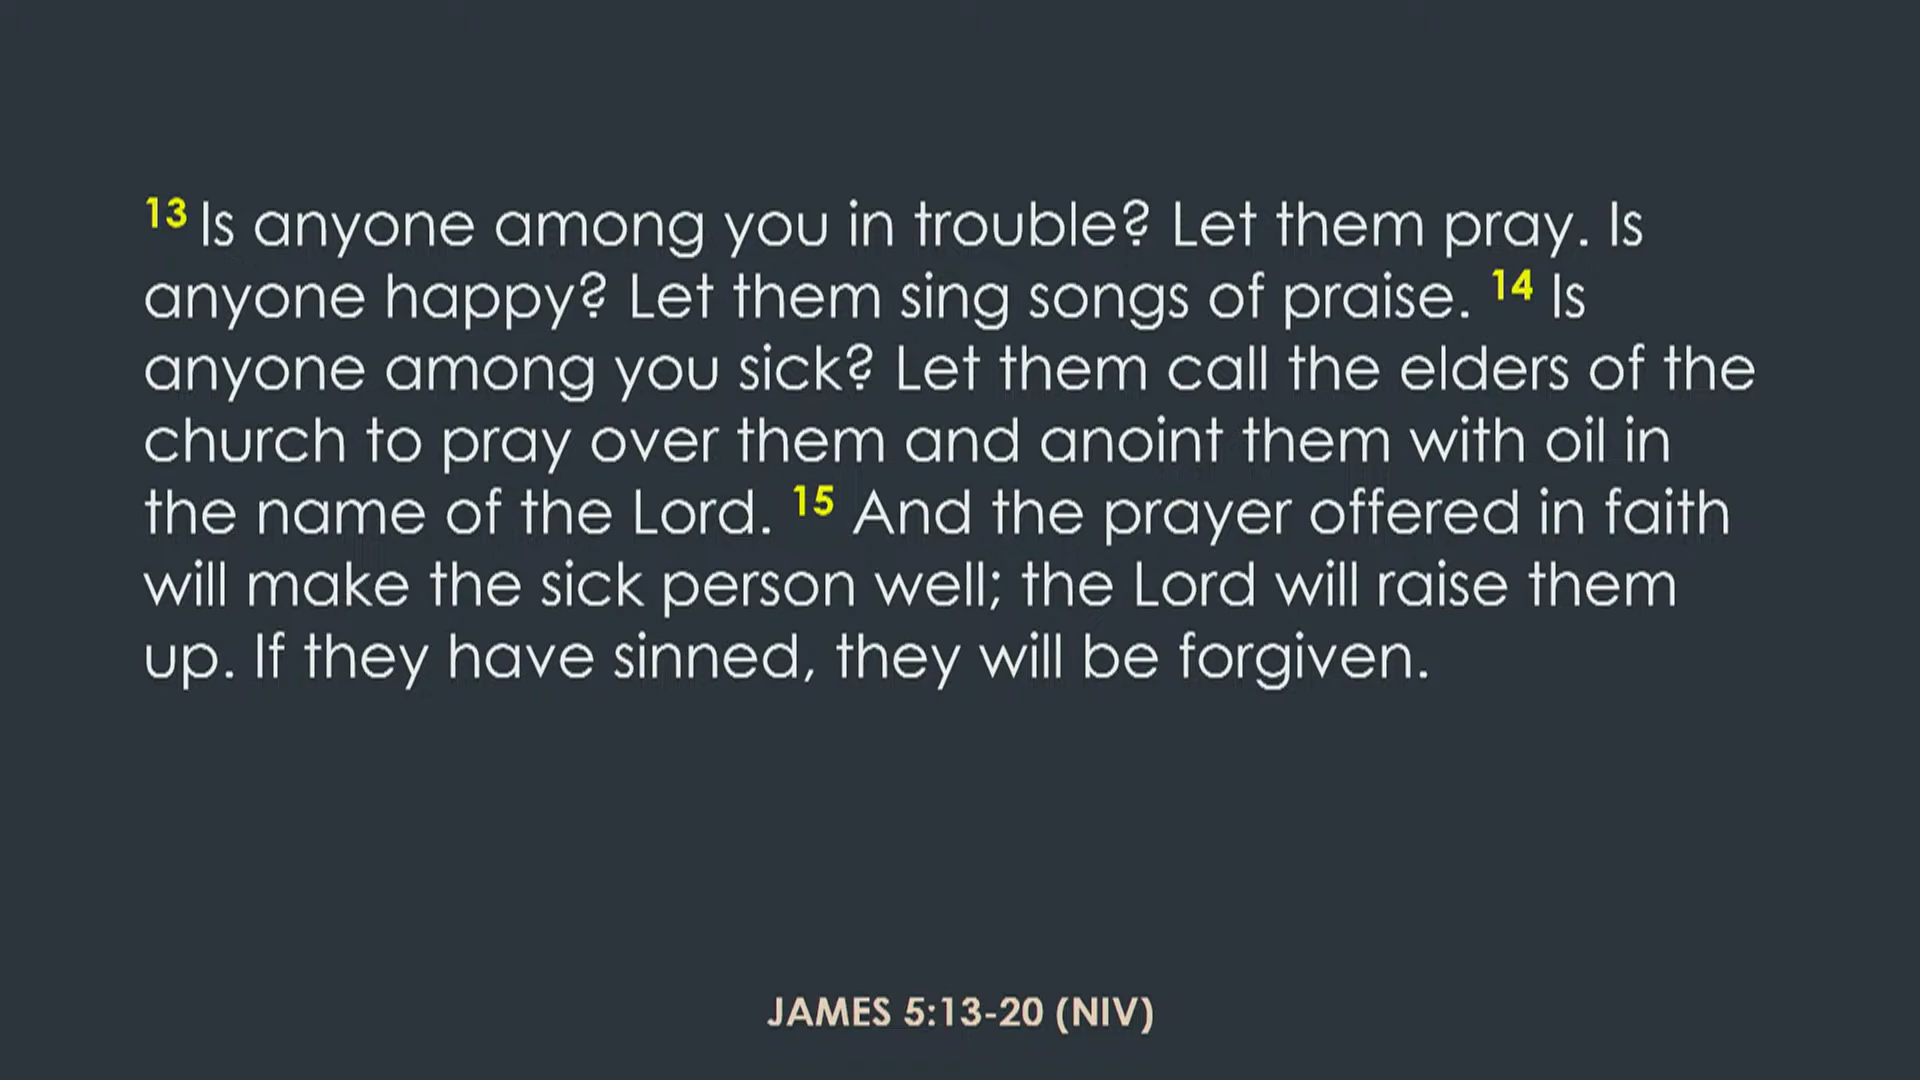 13 Is anyone among you in trouble? Let them pray. Is
anyone happy? Let them sing songs of praise. 14 Is
anyone among you sick? Let them call the elders of the
church to pray over them and anoint them with oil in
the name of the Lord. 15 And the prayer offered in faith
will make the sick person well; the Lord will raise them
up. If they have sinned, they will be forgiven.
JAMES 5:13-20 (NIV)